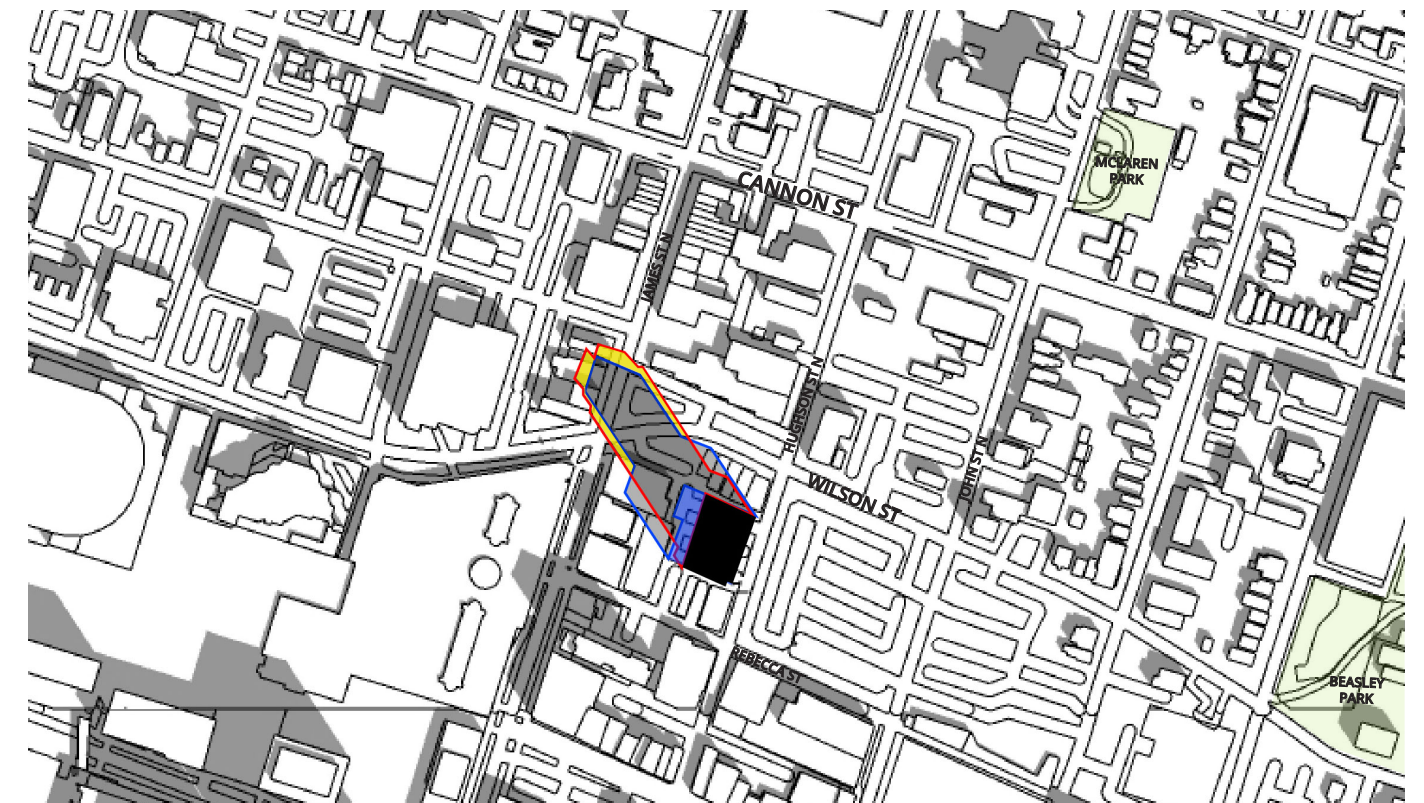 MCLAREN
PARK
CANNON ST
JAMES ST N
HUGHSON ST N
JOHN ST N
WILSON ST
REBECCA ST
BEASLEY
PARK